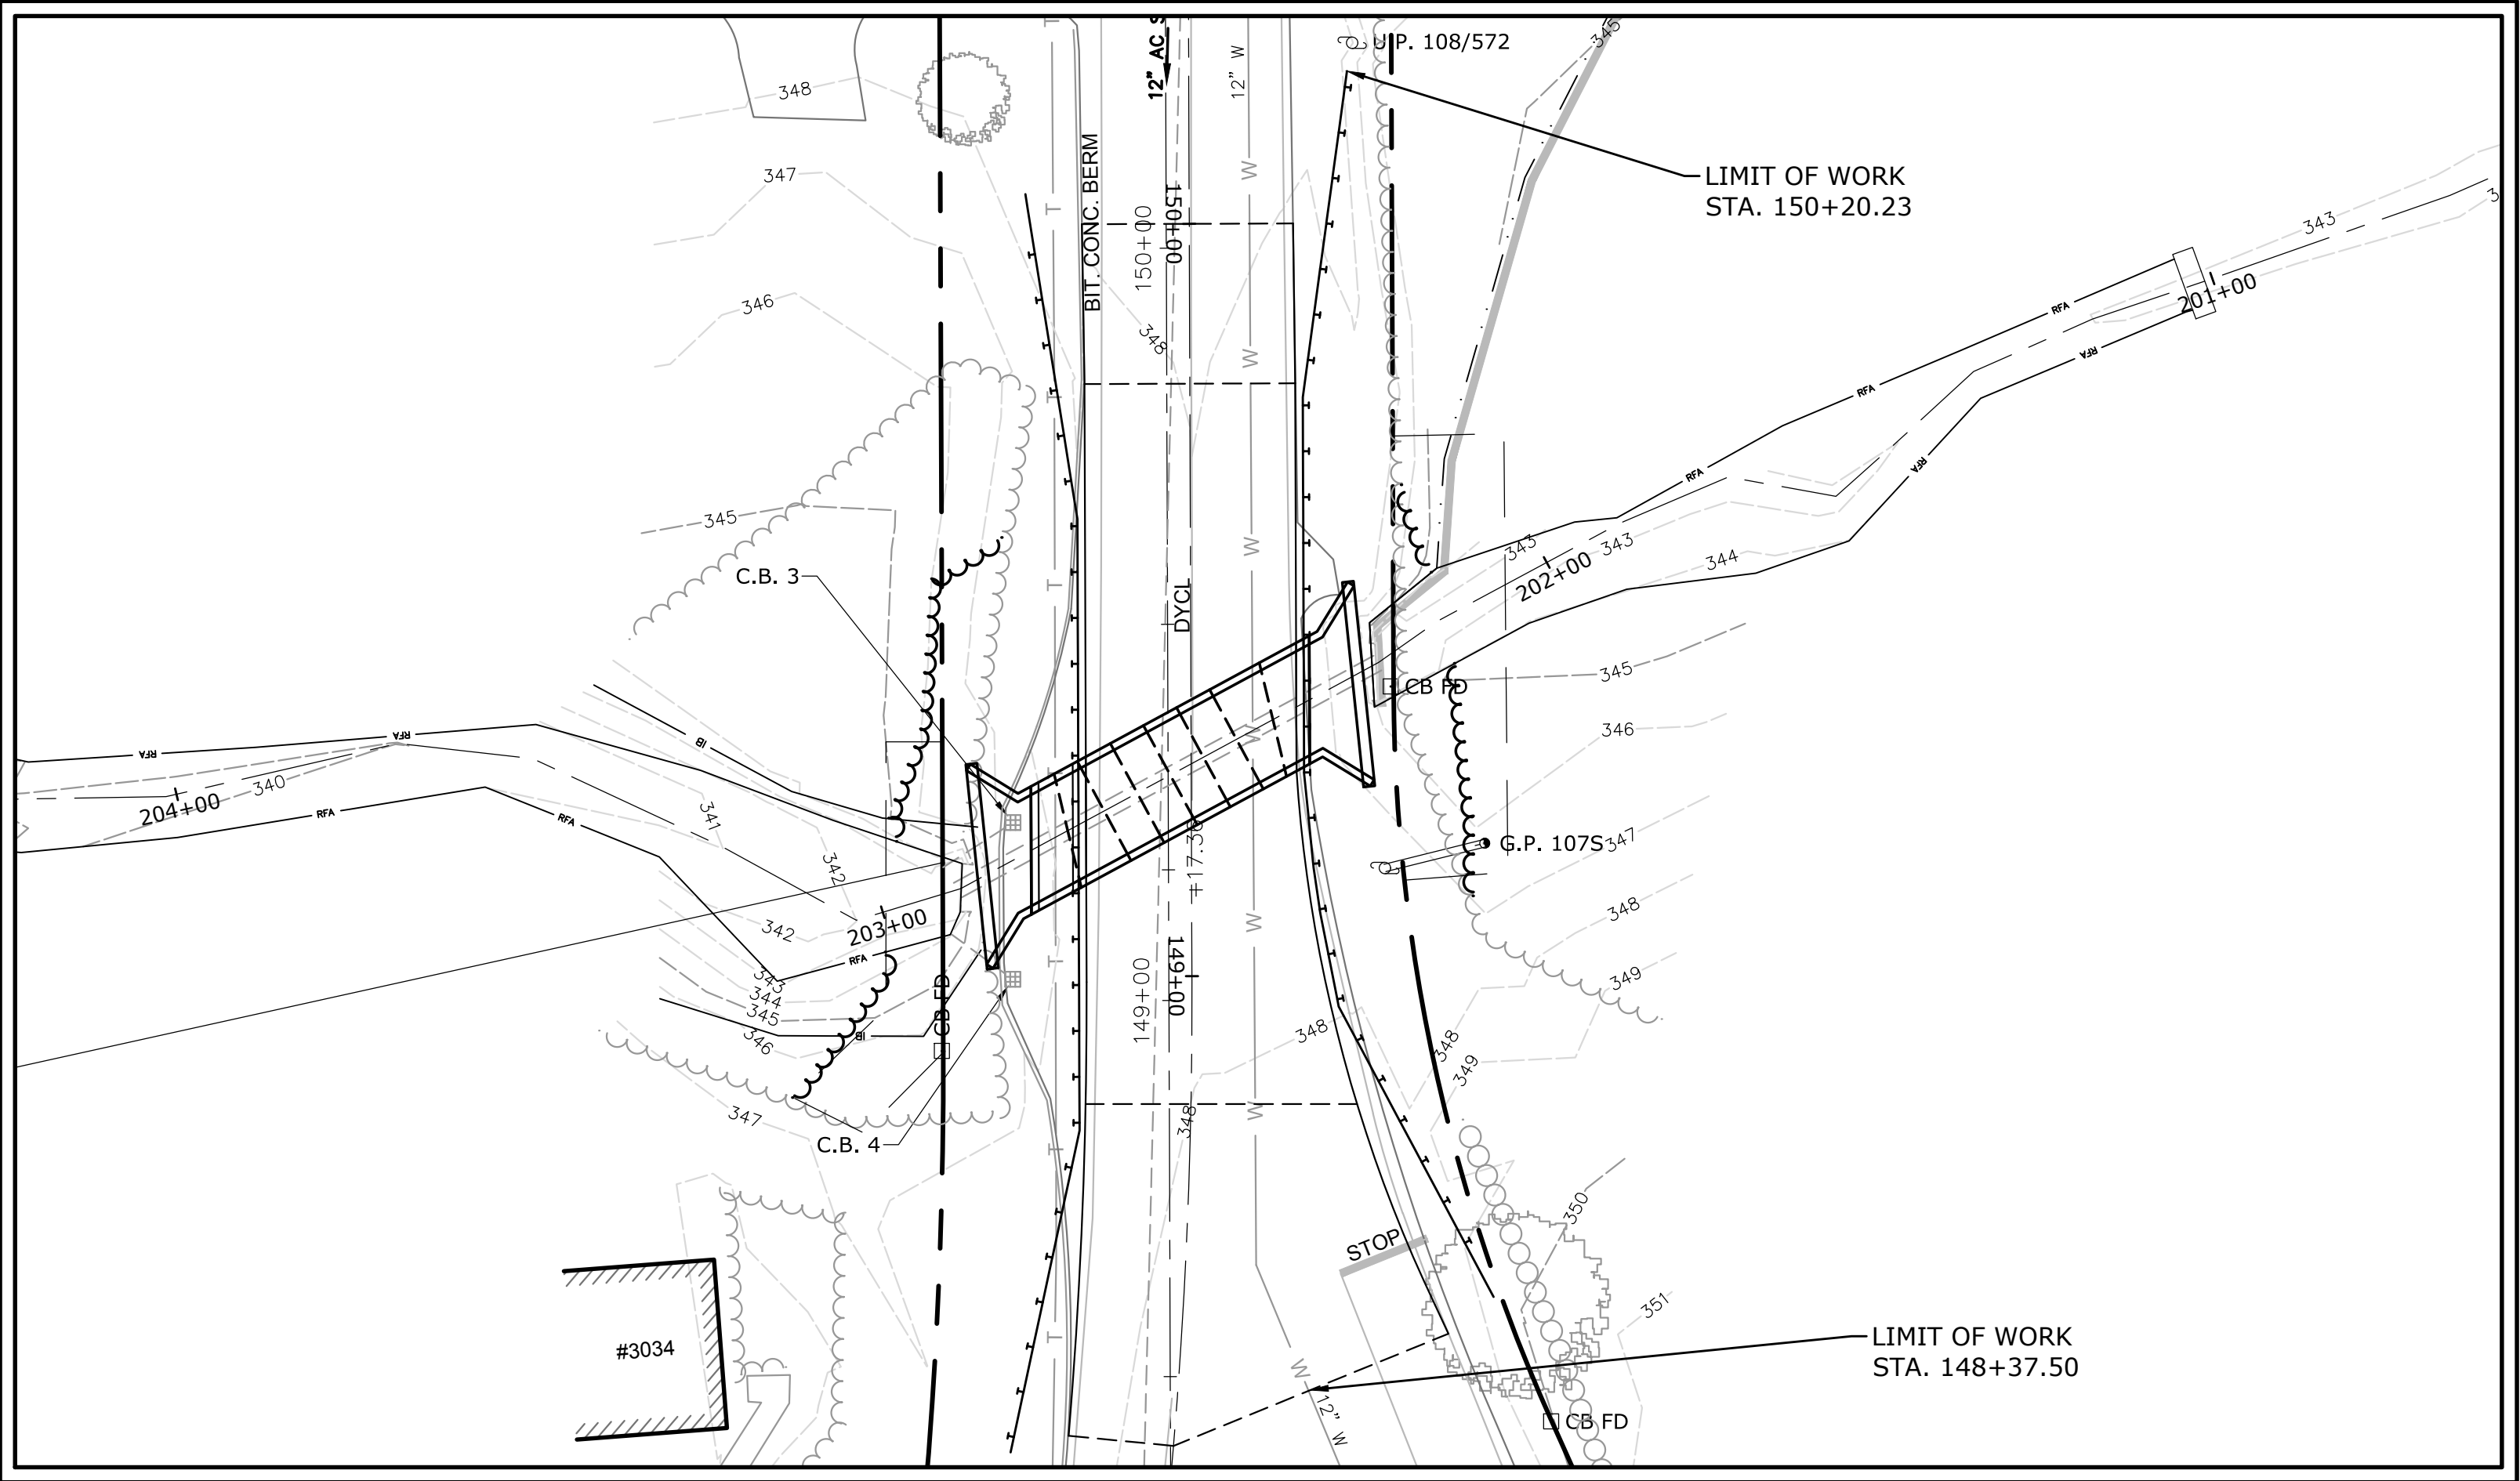 12" AC S
12" W
U.P. 108/572
345
348
LIMIT OF WORK
STA. 150+20.23
347
BIT. CONC. BERM
150+00
150+00
W
T
343
3
346
348
201+00
RFA
RFA
RFA
W
T
W
345
RFA
RFA
343
343
344
202+00
C.B. 3
DYCL
T
345
CB FD
346
IB
W
RFA
RFA
340
204+00
RFA
RFA
341
342
+17.36
G.P. 107S
347
348
342
203+00
RFA
W
149+00
149+00
T
349
343
344
345
346
IB
CB FD
348
348
349
347
348
W
C.B. 4
T
350
STOP
351
#3034
T
W
12" W
LIMIT OF WORK
STA. 148+37.50
CB FD